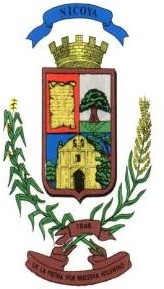 NICOYA
1848
DE LA PATRIA POR NUESTRA VOLUNTAD